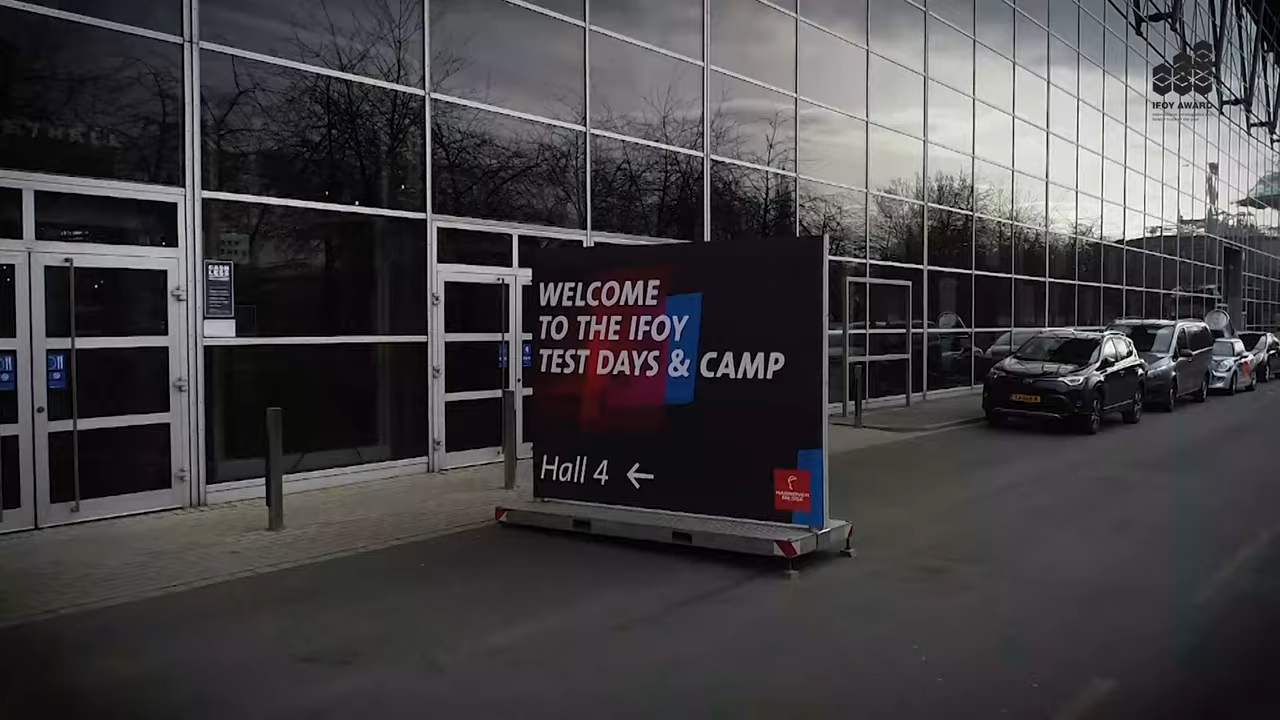 WELCOME
TO THE IFOY
TEST DAYS & CAMP
Hall 4 ←
IFOY AWARD